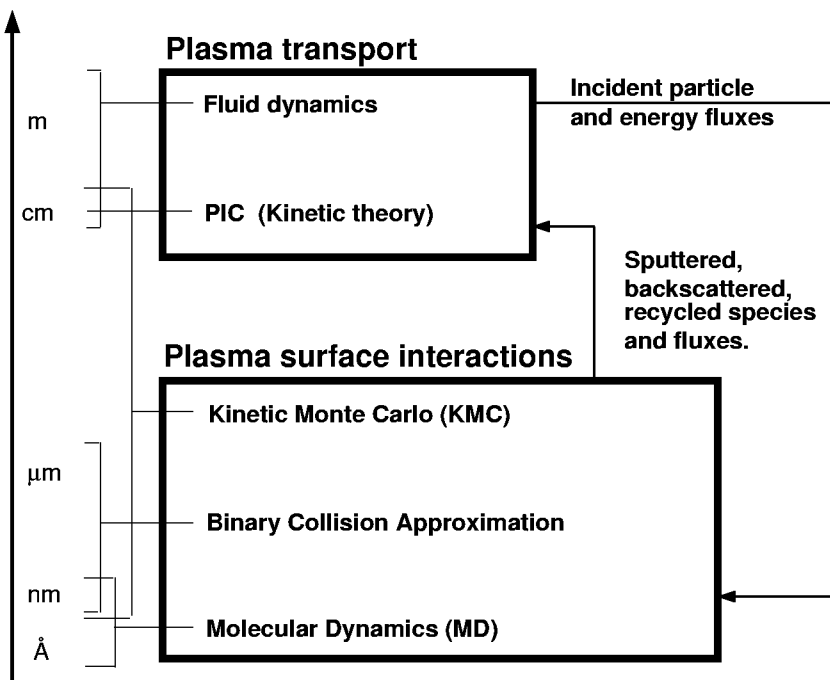 Plasma transport
Fluid dynamics
PIC (Kinetic theory)
Incident particle
and energy fluxes
Sputtered,
backscattered,
recycled species
and fluxes.
Plasma surface interactions
Kinetic Monte Carlo (KMC)
Binary Collision Approximation
Molecular Dynamics (MD)
m
cm
μm
nm
Å